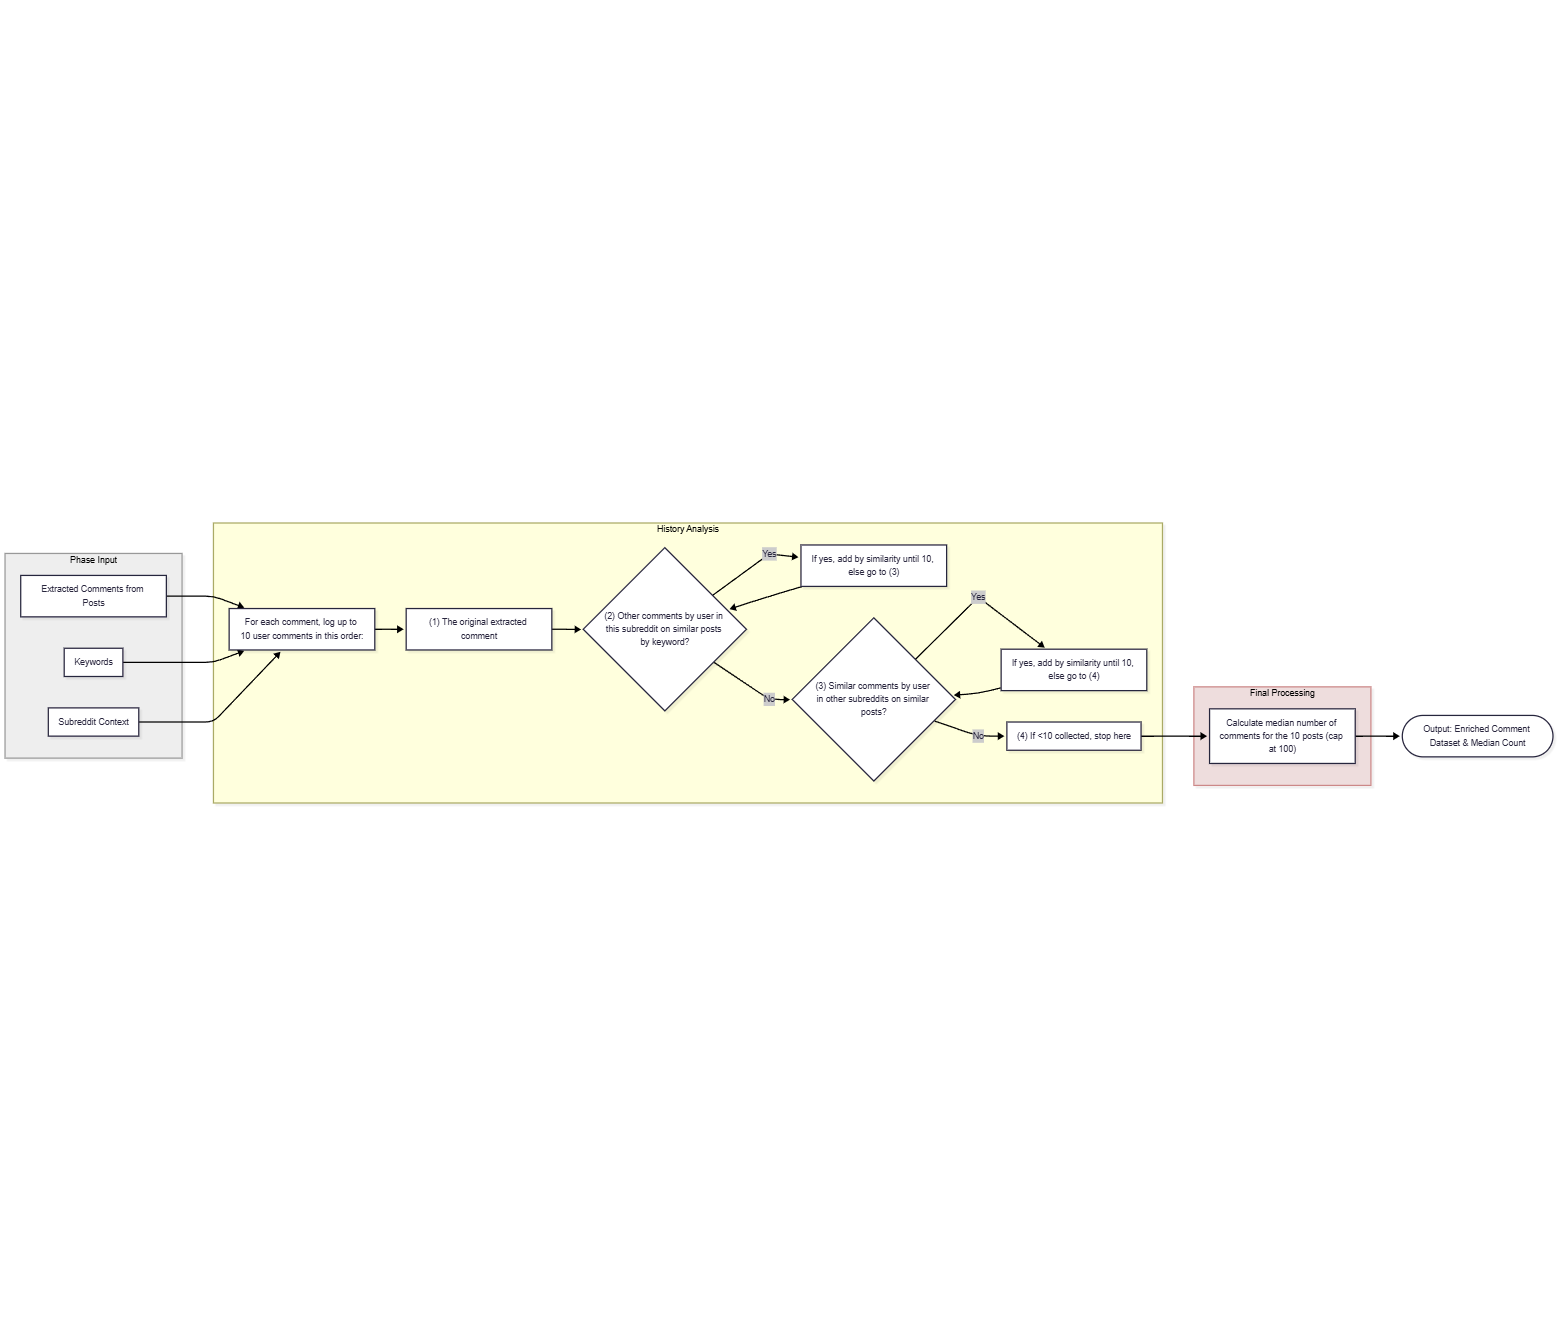 Phase Input
Extracted Comments from
Posts
Keywords
Subreddit Context
History Analysis
For each comment, log up to
10 user comments in this order:
(1) The original extracted
comment
(2) Other comments by user in
this subreddit on similar posts
by keyword?
Yes
If yes, add by similarity until 10,
else go to (3)
No
(3) Similar comments by user
in other subreddits on similar
posts?
Yes
If yes, add by similarity until 10,
else go to (4)
No
(4) If <10 collected, stop here
Final Processing
Calculate median number of
comments for the 10 posts (cap
at 100)
Output: Enriched Comment
Dataset & Median Count